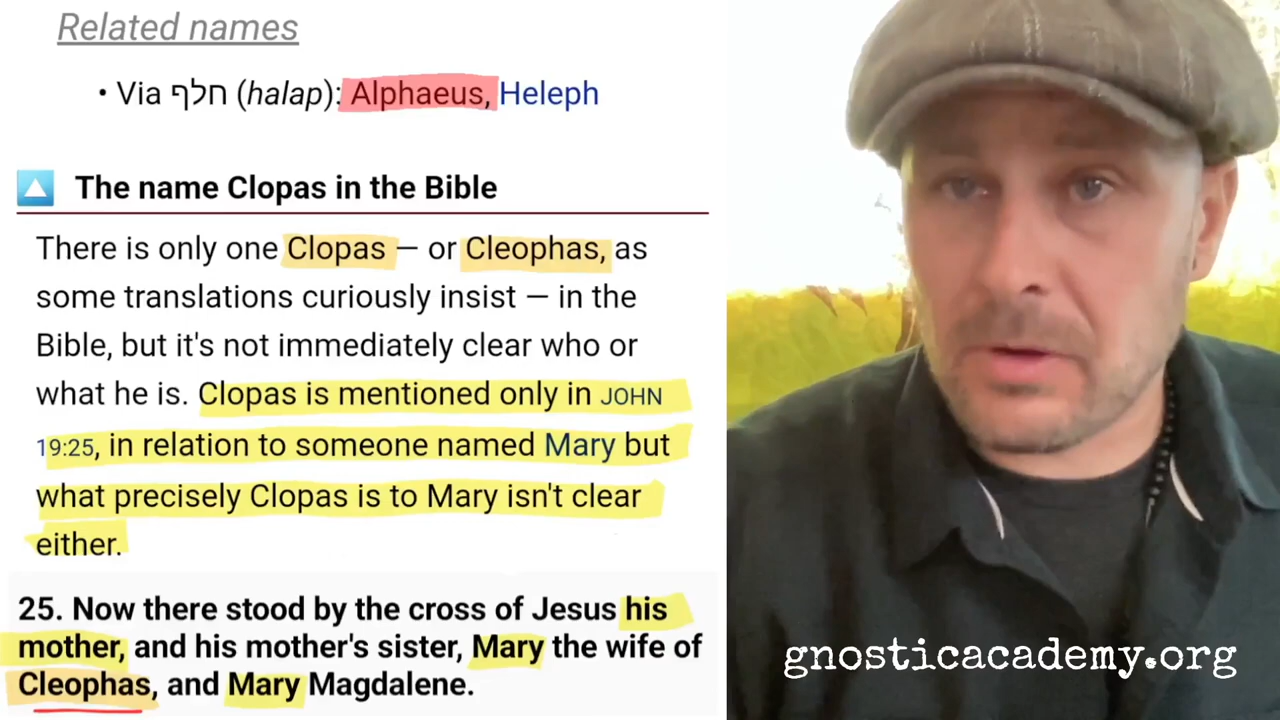 Related names
• Via חלף (halap): Alphaeus, Heleph
The name Clopas in the Bible
There is only one Clopas — or Cleophas, as
some translations curiously insist — in the
Bible, but it's not immediately clear who or
what he is. Clopas is mentioned only in JOHN
19:25, in relation to someone named Mary but
what precisely Clopas is to Mary isn't clear
either.
25. Now there stood by the cross of Jesus his
mother, and his mother's sister, Mary the wife of
Cleophas, and Mary Magdalene.
gnosticacademy.org